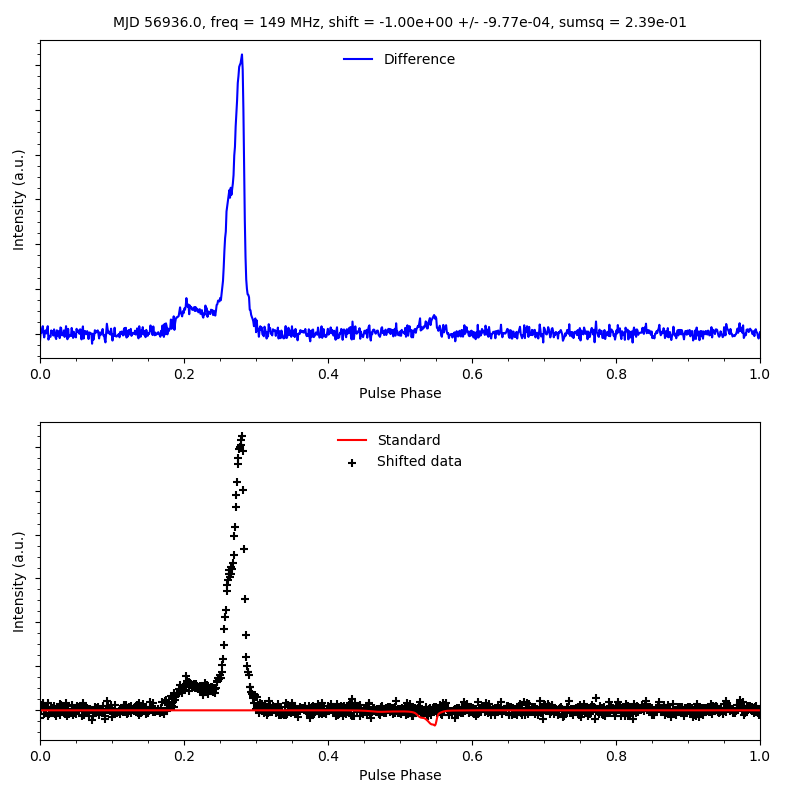 MJD 56936.0, freq = 149 MHz, shift = -1.00e+00 +/- -9.77e-04, sumsq = 2.39e-01
Difference
Intensity (a.u.)
0.0 0.2 0.4 0.6 0.8 1.0
Pulse Phase
Standard
Shifted data
Intensity (a.u.)
0.0 0.2 0.4 0.6 0.8 1.0
Pulse Phase